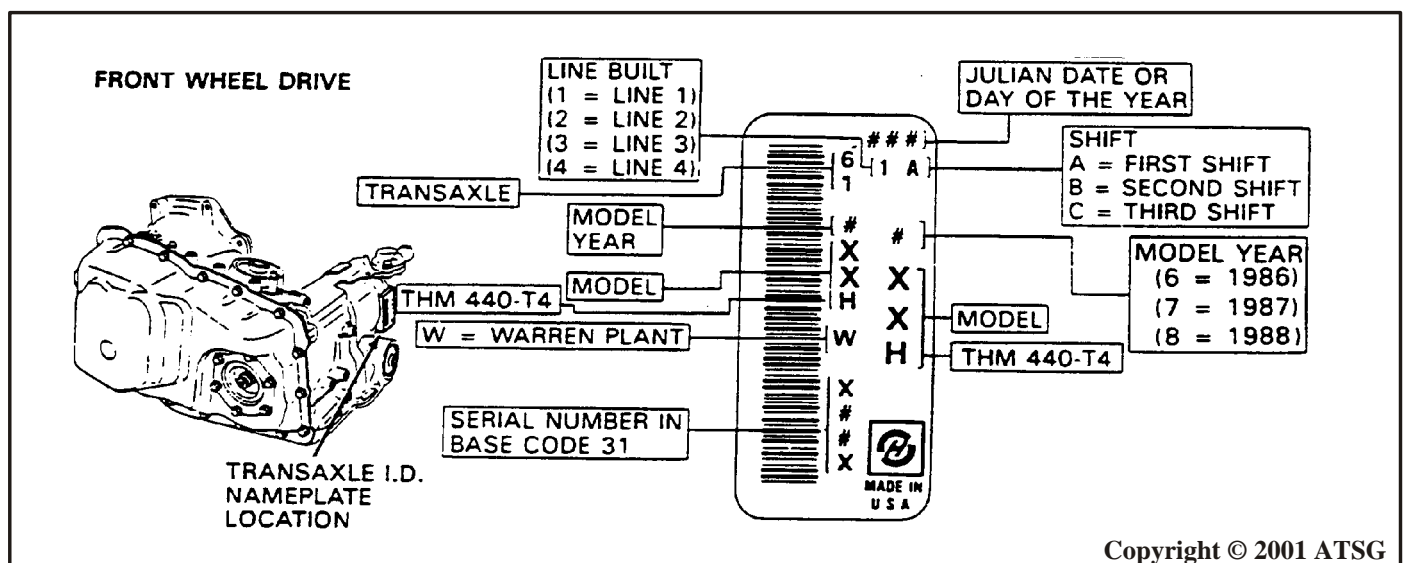 FRONT WHEEL DRIVE
LINE BUILT
(1 = LINE 1)
(2 = LINE 2)
(3 = LINE 3)
(4 = LINE 4)
JULIAN DATE OR
DAY OF THE YEAR
SHIFT
A = FIRST SHIFT
B = SECOND SHIFT
C = THIRD SHIFT
TRANSAXLE
MODEL
YEAR
MODEL
THM 440-T4
W = WARREN PLANT
SERIAL NUMBER IN
BASE CODE 31
TRANSAXLE I.D.
NAMEPLATE
LOCATION
###
6
1
1 A
#
X
X
H
W
X
#
#
X
#
X
X
H
MADE IN
U S A
MODEL YEAR
(6 = 1986)
(7 = 1987)
(8 = 1988)
MODEL
THM 440-T4
Copyright © 2001 ATSG